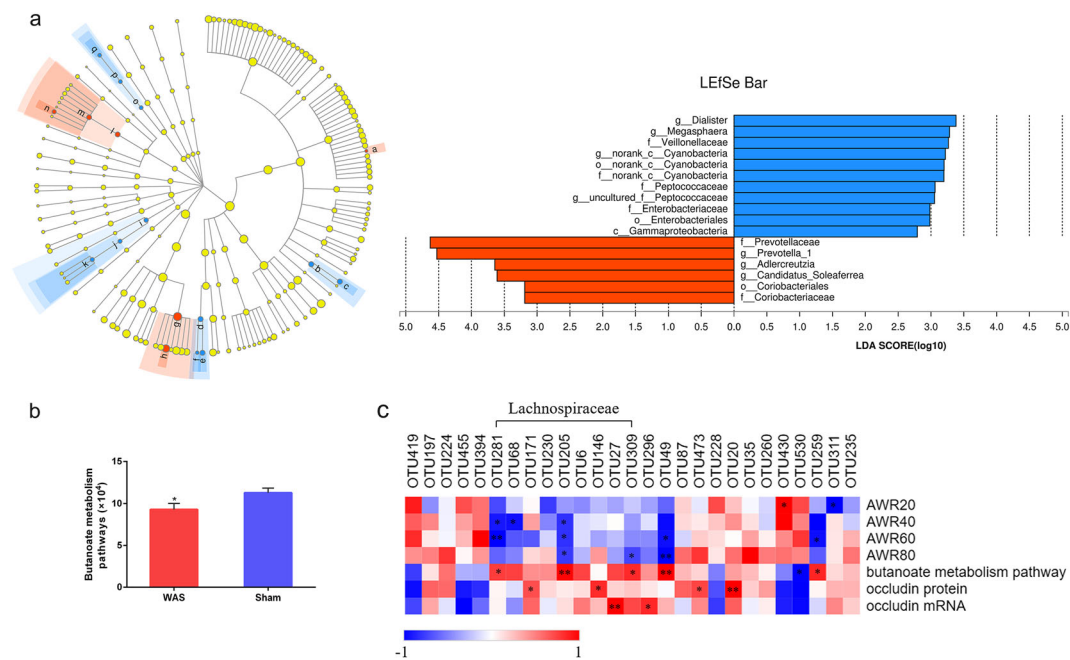 a
q
p
o
n
m
l
a
i
j
k
b
c
d
g
h
f
e
LEfSe Bar
g__Dialister
g__Megasphaera
f__Veillonellaceae
g__norank_c__Cyanobacteria
o__norank_c__Cyanobacteria
f__norank_c__Cyanobacteria
f__Peptococcaceae
g__uncultured_f__Peptococcaceae
f__Enterobacteriaceae
o__Enterobacteriales
c__Gammaproteobacteria
f__Prevotellaceae
g__Prevotella_1
g__Adlercreutzia
g__Candidatus_Soleaferrea
o__Coriobacteriales
f__Coriobacteriaceae
5.0 4.5 4.0 3.5 3.0 2.5 2.0 1.5 1.0 0.5 0.0 0.5 1.0 1.5 2.0 2.5 3.0 3.5 4.0 4.5 5.0
LDA SCORE(log10)
b
Butanoate metabolism
pathways (×10⁴)
15
10
5
0
*
WAS Sham
c
Lachnospiraceae
OTU419 OTU197 OTU224 OTU455 OTU394 OTU281 OTU68 OTU171 OTU230 OTU205 OTU6 OTU146 OTU27 OTU309 OTU296 OTU49 OTU87 OTU473 OTU228 OTU20 OTU35 OTU260 OTU430 OTU530 OTU259 OTU311 OTU235
* * AWR20
* * * AWR40
** * * * AWR60
* * ** AWR80
* ** * ** * * butanoate metabolism pathway
* * * ** occludin protein
** * occludin mRNA
-1 1